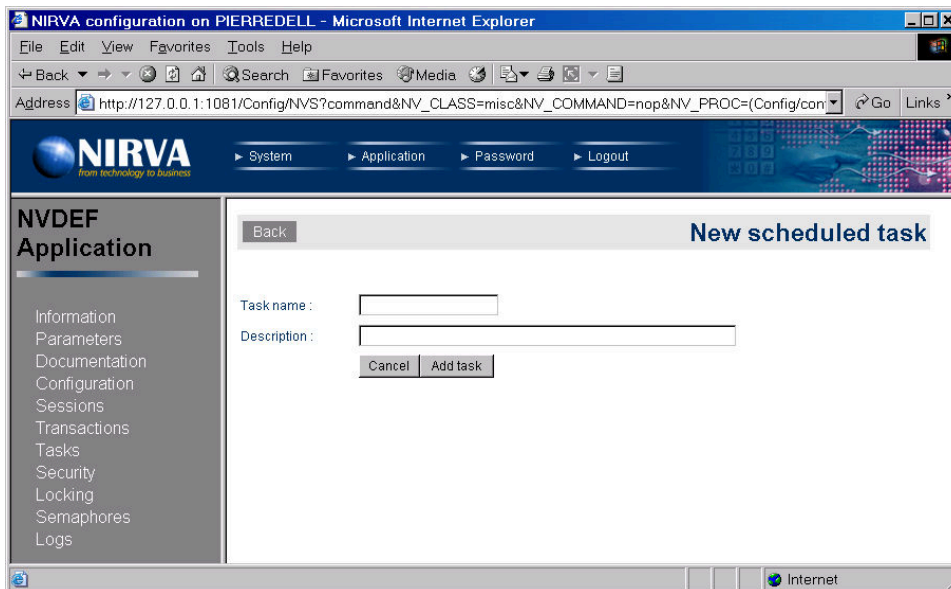 NIRVA configuration on PIERREDELL - Microsoft Internet Explorer
File Edit View Favorites Tools Help
Back Search Favorites Media
Address http://127.0.0.1:1081/Config/NVS?command&NV_CLASS=misc&NV_COMMAND=nop&NV_PROC=(Config/con Go Links
NIRVA
from technology to business
System Application Password Logout
NVDEF
Application
Back New scheduled task
Task name :
Description :
Cancel Add task
Information
Parameters
Documentation
Configuration
Sessions
Transactions
Tasks
Security
Locking
Semaphores
Logs
Internet